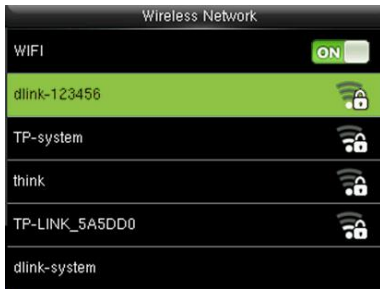 Wireless Network
WIFI ON
dlink-123456
TP-system
think
TP-LINK_5A5DD0
dlink-system